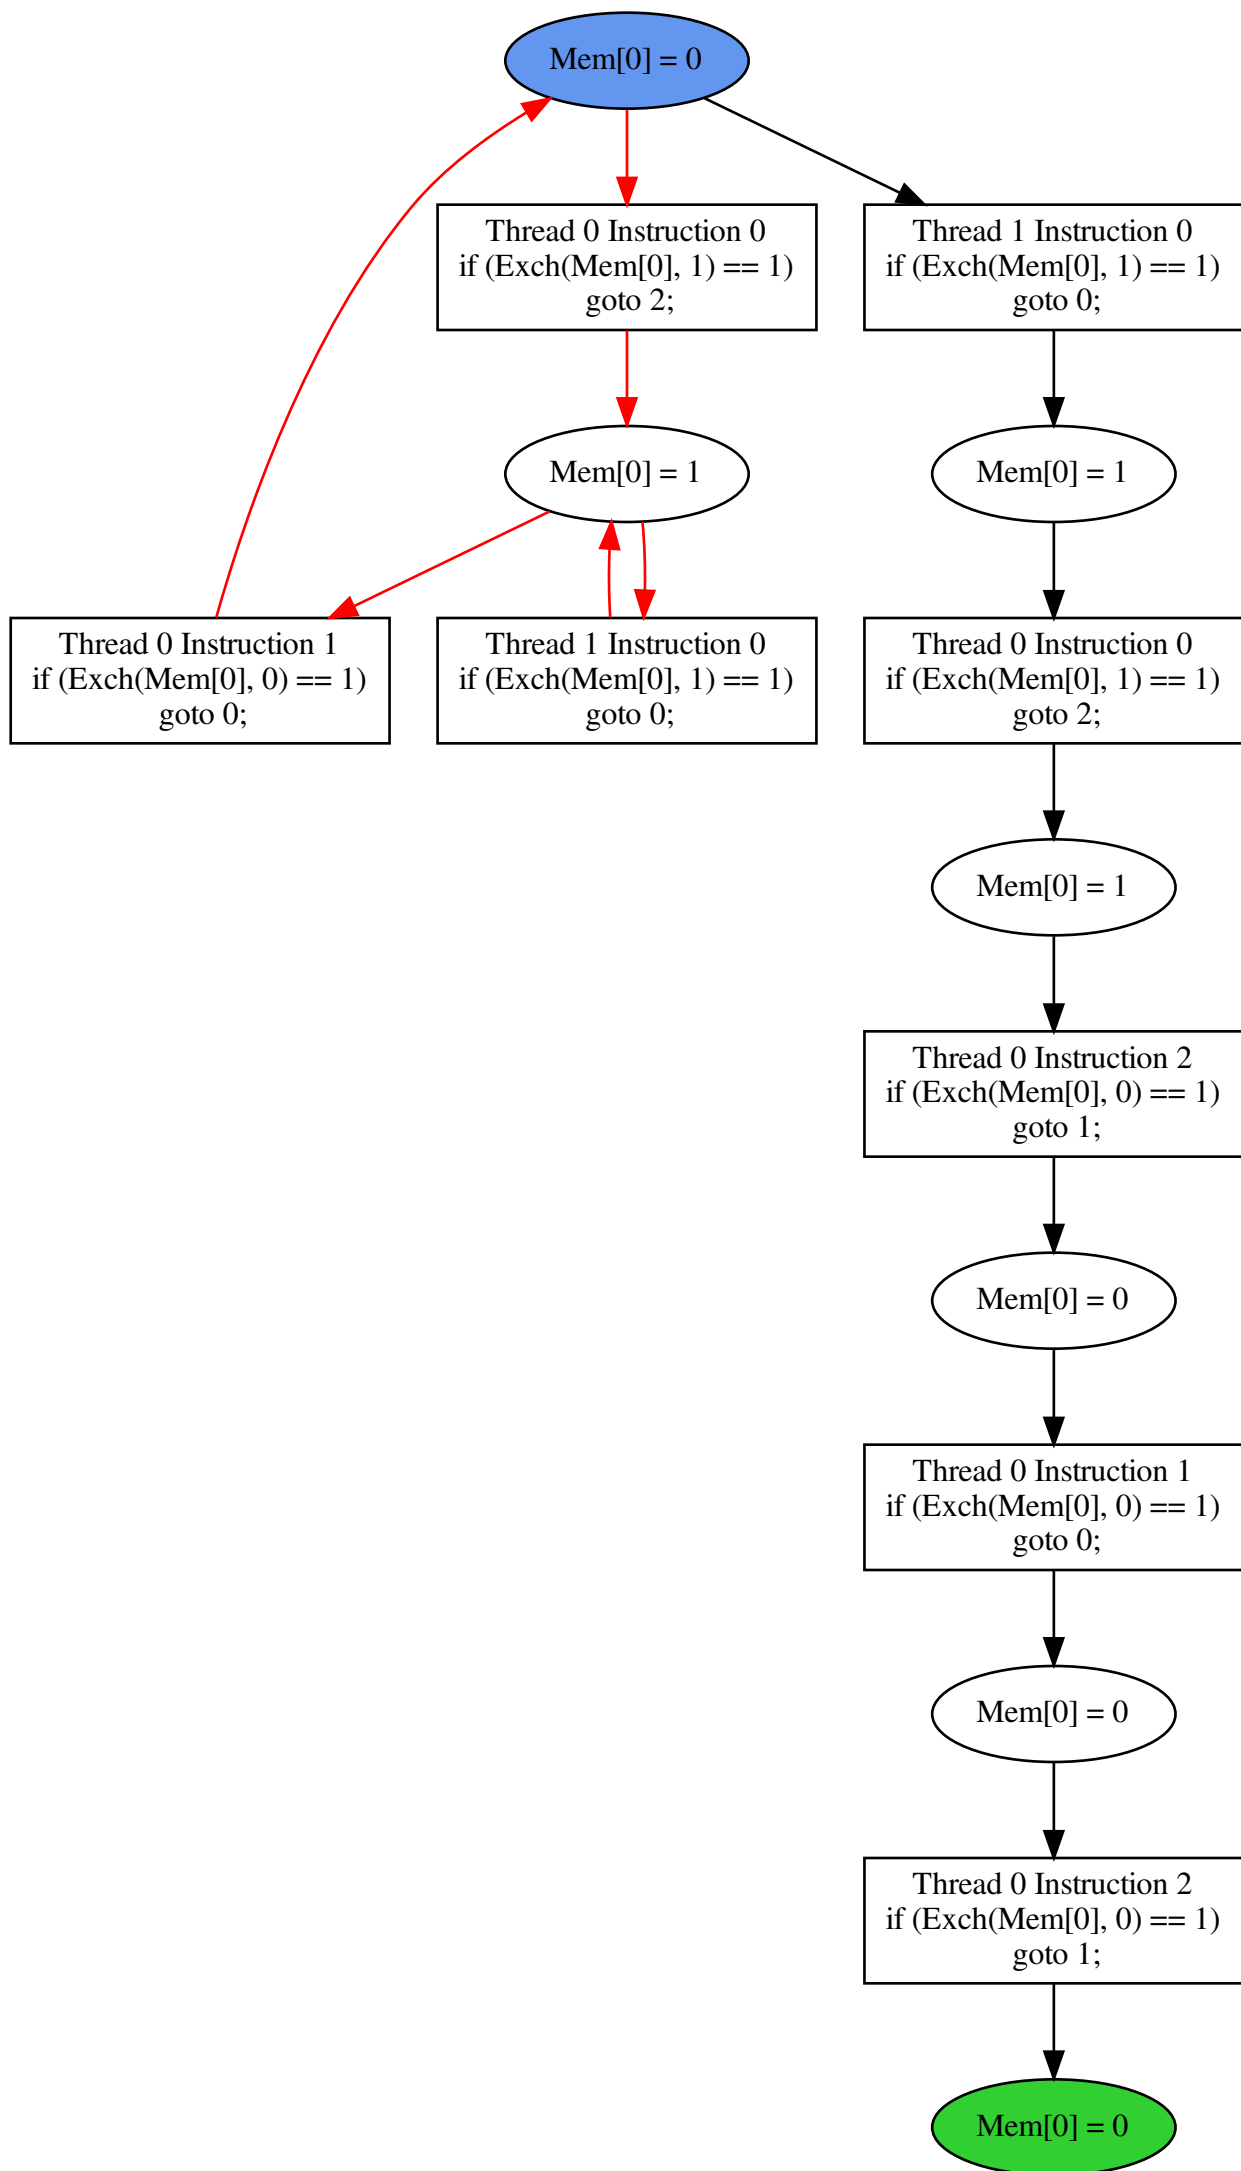 Mem[0] = 0
Thread 0 Instruction 0
if (Exch(Mem[0], 1) == 1)
goto 2;
Thread 1 Instruction 0
if (Exch(Mem[0], 1) == 1)
goto 0;
Mem[0] = 1
Mem[0] = 1
Thread 0 Instruction 1
if (Exch(Mem[0], 0) == 1)
goto 0;
Thread 1 Instruction 0
if (Exch(Mem[0], 1) == 1)
goto 0;
Thread 0 Instruction 0
if (Exch(Mem[0], 1) == 1)
goto 2;
Mem[0] = 1
Thread 0 Instruction 2
if (Exch(Mem[0], 0) == 1)
goto 1;
Mem[0] = 0
Thread 0 Instruction 1
if (Exch(Mem[0], 0) == 1)
goto 0;
Mem[0] = 0
Thread 0 Instruction 2
if (Exch(Mem[0], 0) == 1)
goto 1;
Mem[0] = 0